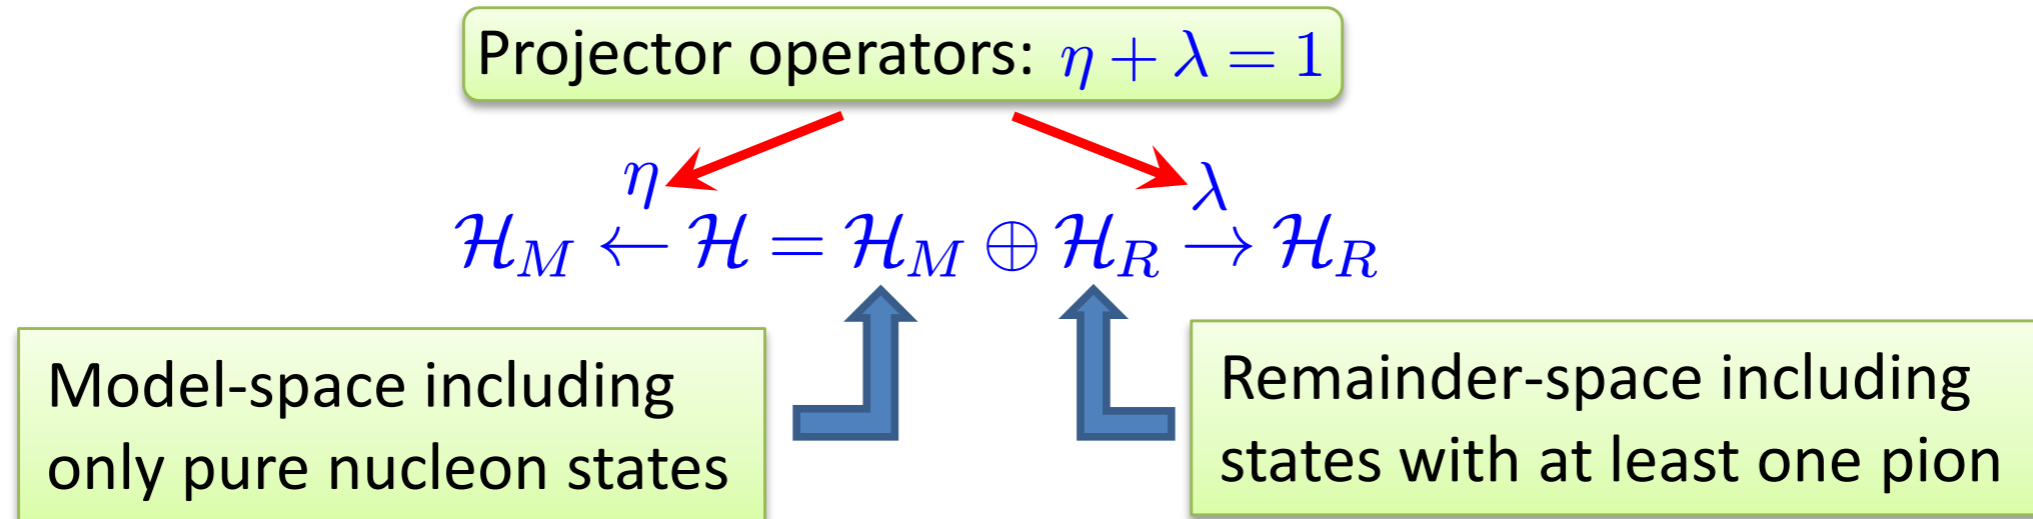 Projector operators: η + λ = 1
η λ
ℋ_M ← ℋ = ℋ_M ⊕ ℋ_R → ℋ_R
Model-space including
only pure nucleon states
Remainder-space including
states with at least one pion